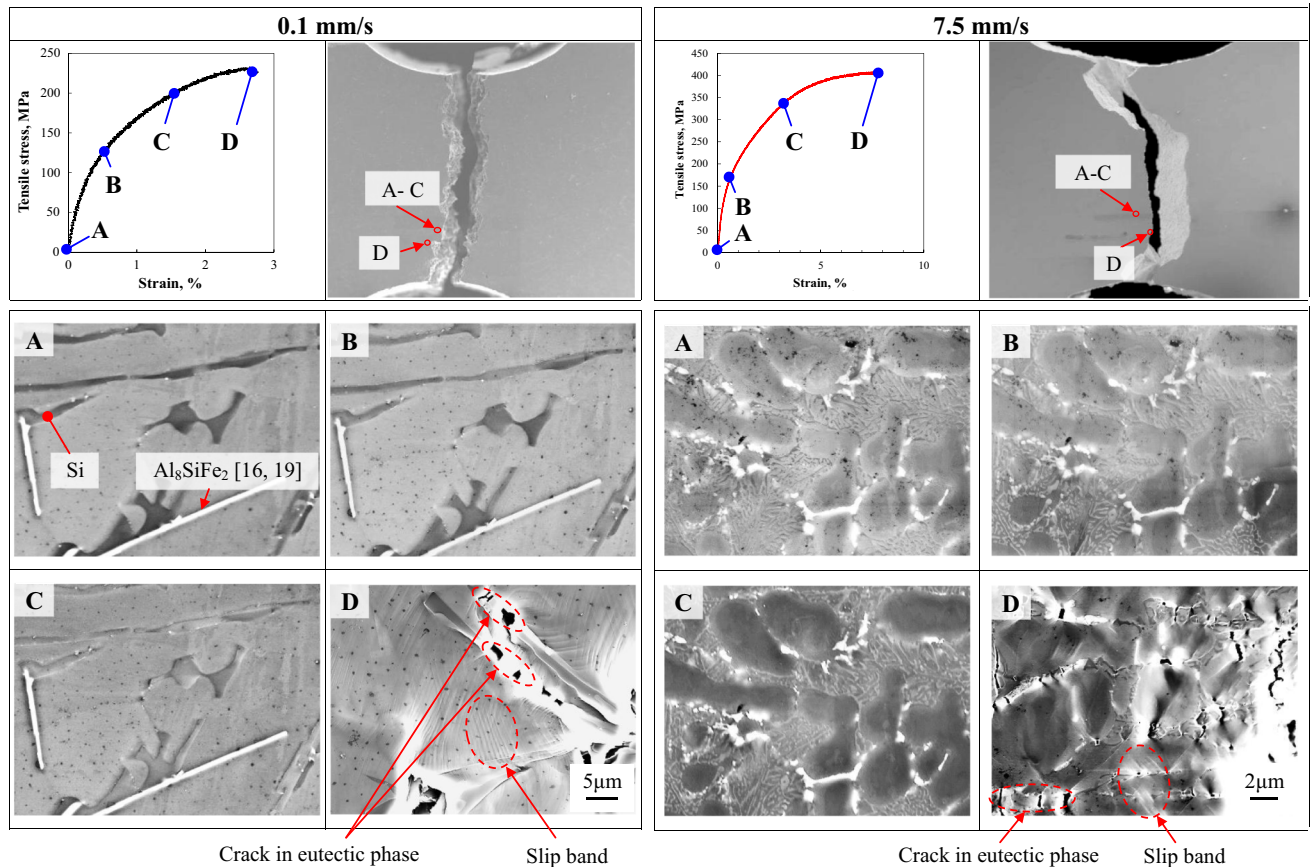 0.1 mm/s
7.5 mm/s
Tensile stress, MPa
250
200
150
100
50
0
0
1
2
3
Strain, %
A
B
C
D
A- C
D
Tensile stress, MPa
450
400
350
300
250
200
150
100
50
0
0
5
10
Strain, %
A
B
C
D
A-C
D
A
Si
Al₈SiFe₂ [16, 19]
B
A
B
C
D
5μm
C
D
2μm
Crack in eutectic phase
Slip band
Crack in eutectic phase
Slip band